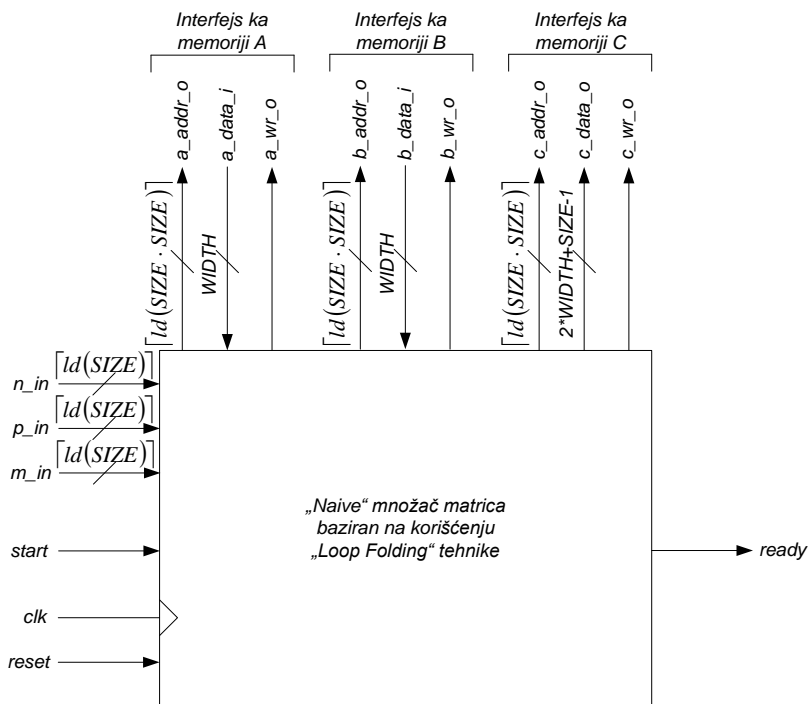 Interfejs ka
memoriji A
Interfejs ka
memoriji B
Interfejs ka
memoriji C
a_addr_o
a_data_i
a_wr_o
b_addr_o
b_data_i
b_wr_o
c_addr_o
c_data_o
c_wr_o
⌈ld(SIZE · SIZE)⌉
WIDTH
⌈ld(SIZE · SIZE)⌉
WIDTH
⌈ld(SIZE · SIZE)⌉
2*WIDTH+SIZE-1
n_in
⌈ld(SIZE)⌉
p_in
⌈ld(SIZE)⌉
m_in
⌈ld(SIZE)⌉
„Naive“ množač matrica
baziran na korišćenju
„Loop Folding“ tehnike
start
ready
clk
reset